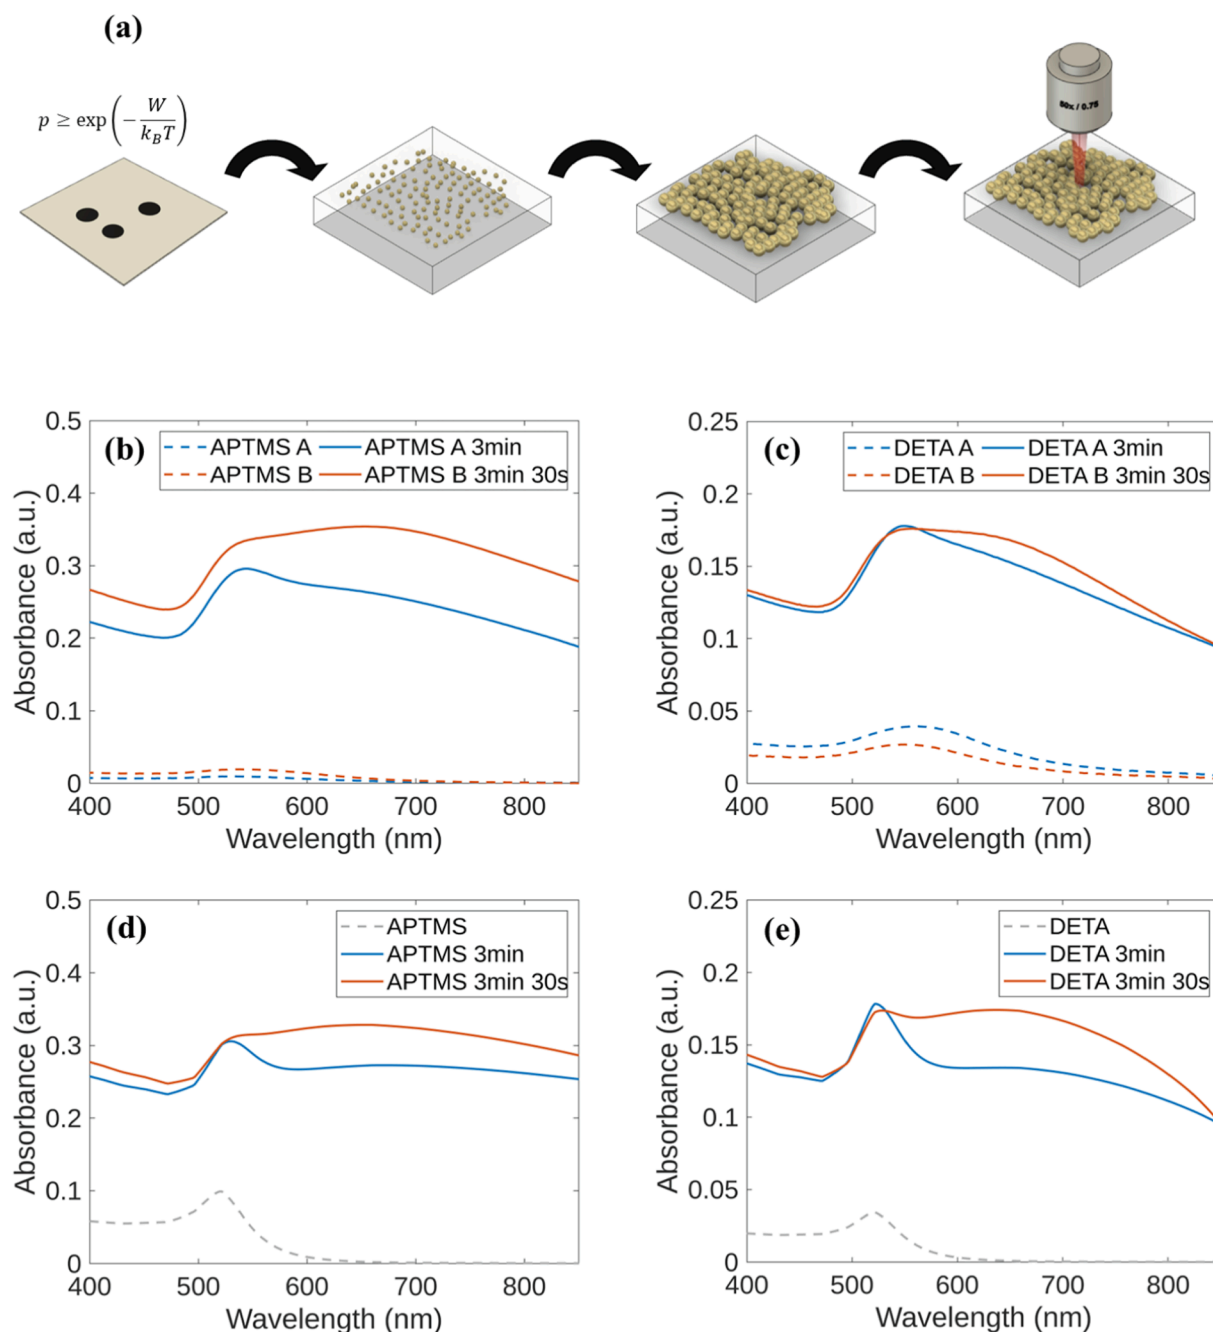 (a)
p ≥ exp(−W/k_BT)
50x / 0.75
(b)
APTMS A
APTMS A 3min
APTMS B
APTMS B 3min 30s
0.5
0.4
0.3
0.2
0.1
0
Absorbance (a.u.)
400 500 600 700 800
Wavelength (nm)
(c)
DETA A
DETA A 3min
DETA B
DETA B 3min 30s
0.25
0.2
0.15
0.1
0.05
0
Absorbance (a.u.)
400 500 600 700 800
Wavelength (nm)
(d)
APTMS
APTMS 3min
APTMS 3min 30s
0.5
0.4
0.3
0.2
0.1
0
Absorbance (a.u.)
400 500 600 700 800
Wavelength (nm)
(e)
DETA
DETA 3min
DETA 3min 30s
0.25
0.2
0.15
0.1
0.05
0
Absorbance (a.u.)
400 500 600 700 800
Wavelength (nm)